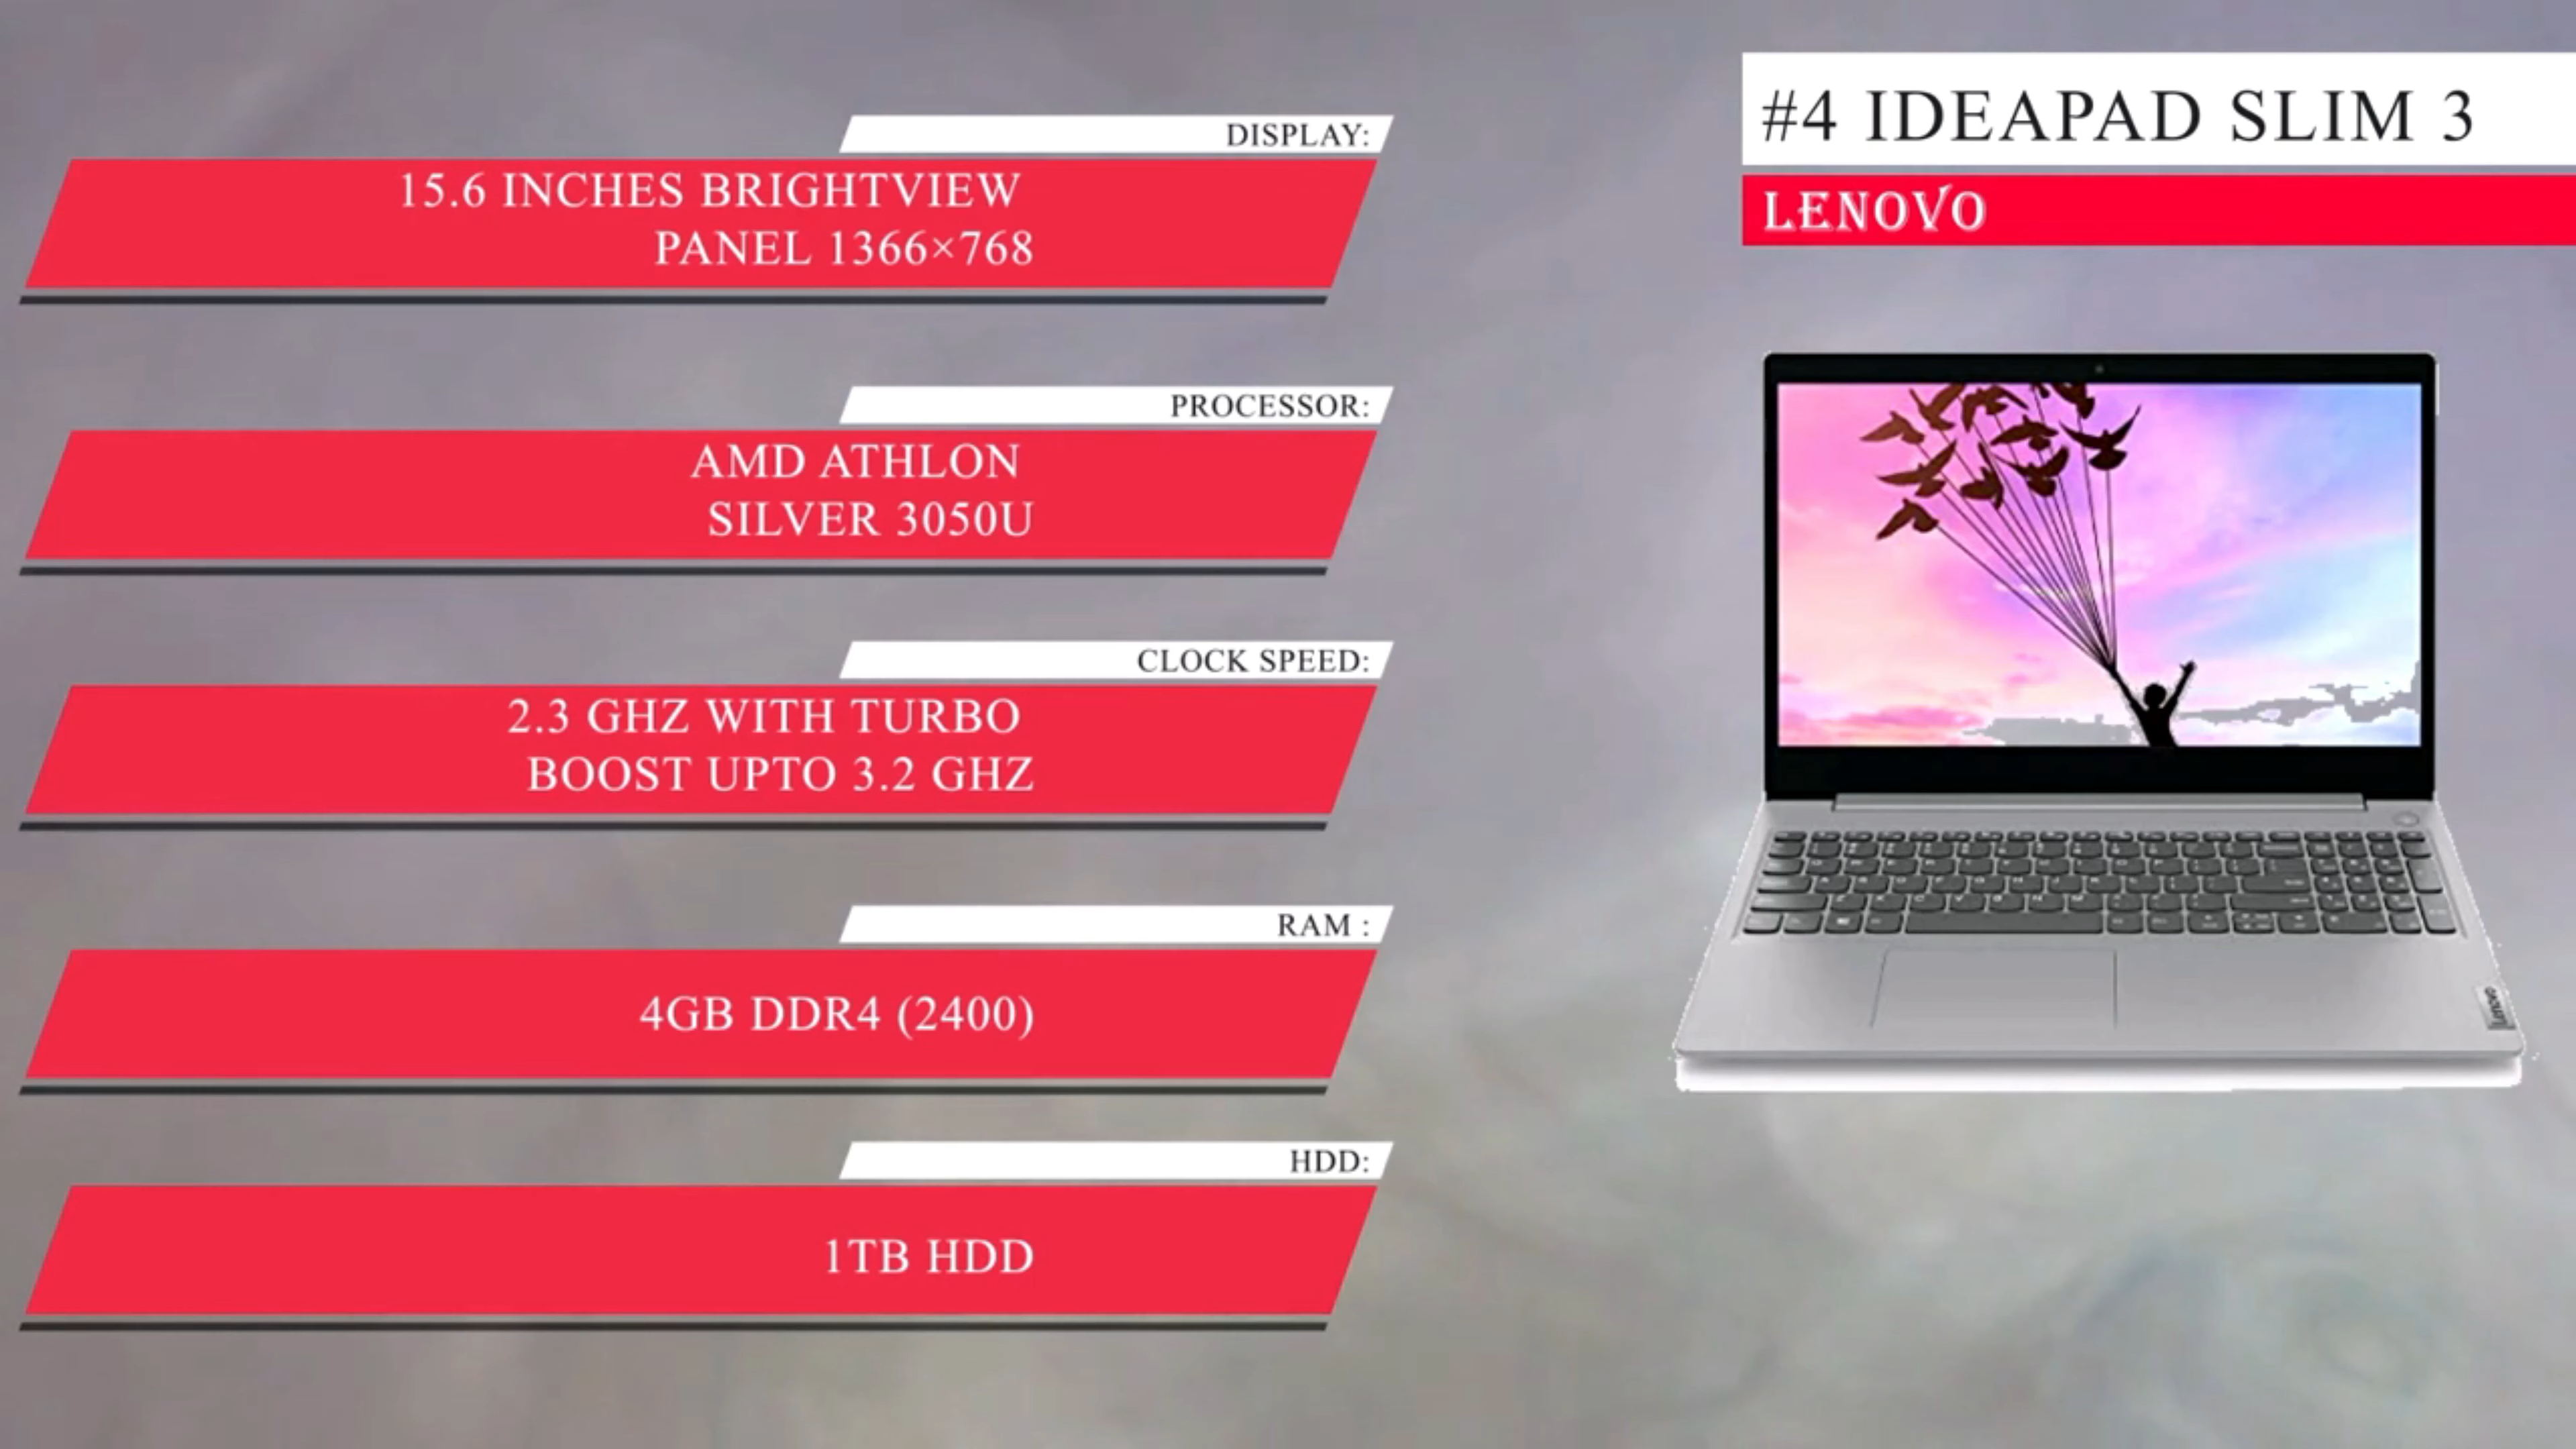 #4 IDEAPAD SLIM 3
LENOVO
DISPLAY:
15.6 INCHES BRIGHTVIEW
PANEL 1366×768
PROCESSOR:
AMD ATHLON
SILVER 3050U
CLOCK SPEED:
2.3 GHZ WITH TURBO
BOOST UPTO 3.2 GHZ
RAM :
4GB DDR4 (2400)
HDD:
1TB HDD
Lenovo